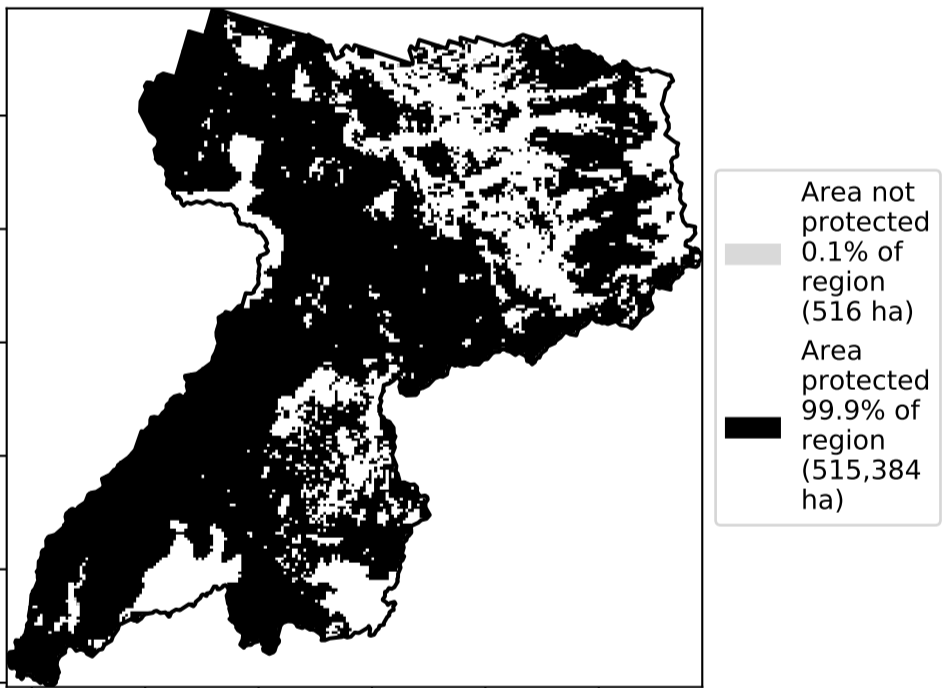 Area not
protected
0.1% of
region
(516 ha)
Area
protected
99.9% of
region
(515,384
ha)